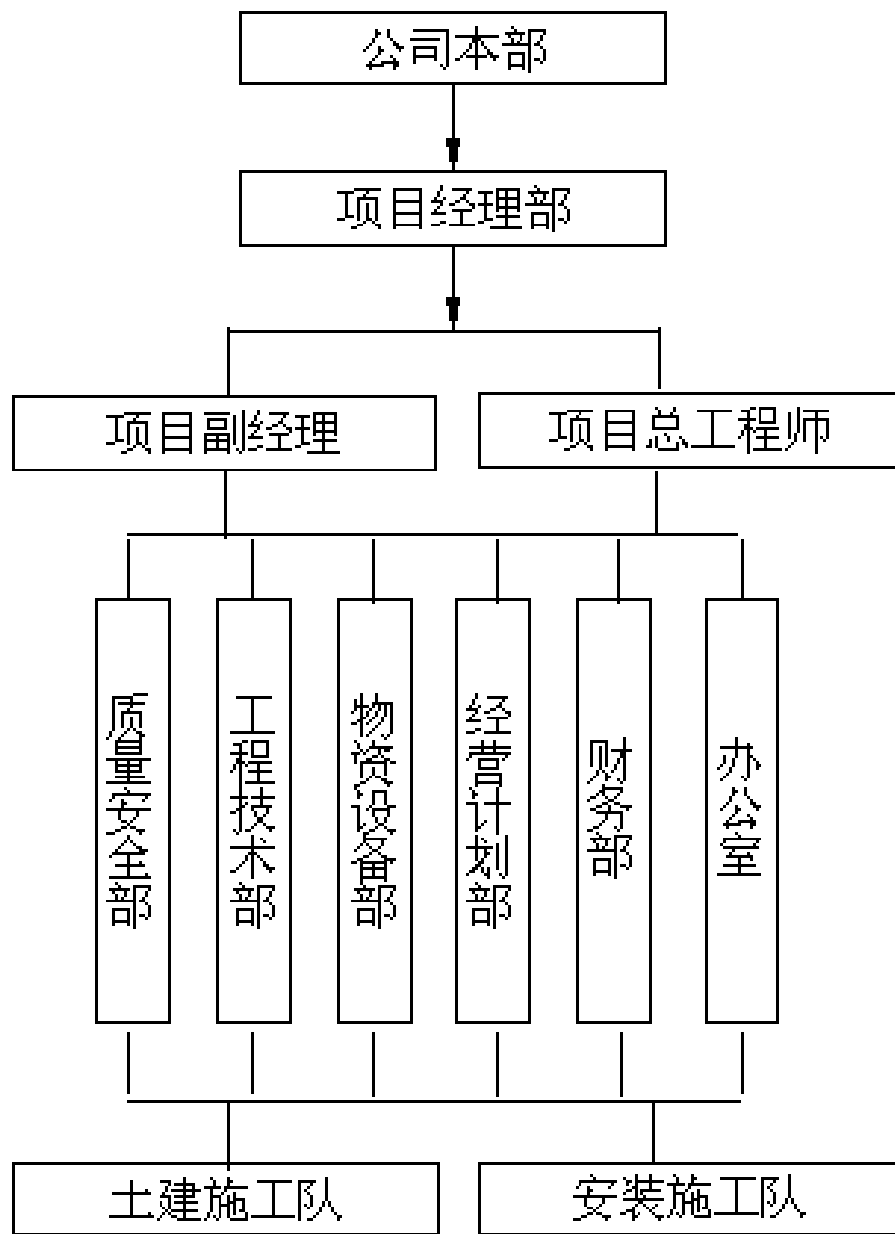 公司本部
项目经理部
项目副经理
项目总工程师
质量安全部
工程技术部
物资设备部
经营计划部
财务部
办公室
土建施工队
安装施工队